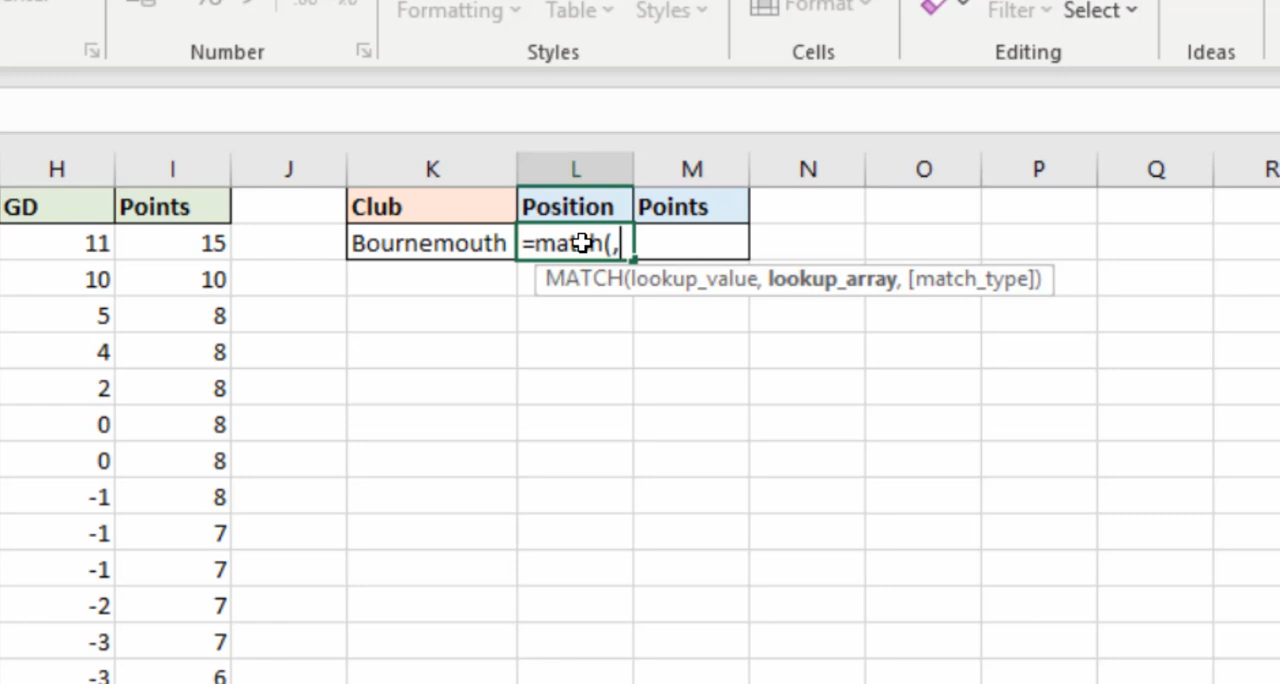 Formatting Table Styles Format Filter Select
Number Styles Cells Editing Ideas
H I J K L M N O P Q R
GD Points Club Position Points
11 15 Bournemouth =match(,
10 10 MATCH(lookup_value, lookup_array, [match_type])
5 8
4 8
2 8
0 8
0 8
-1 8
-1 7
-1 7
-2 7
-3 7
-3 6